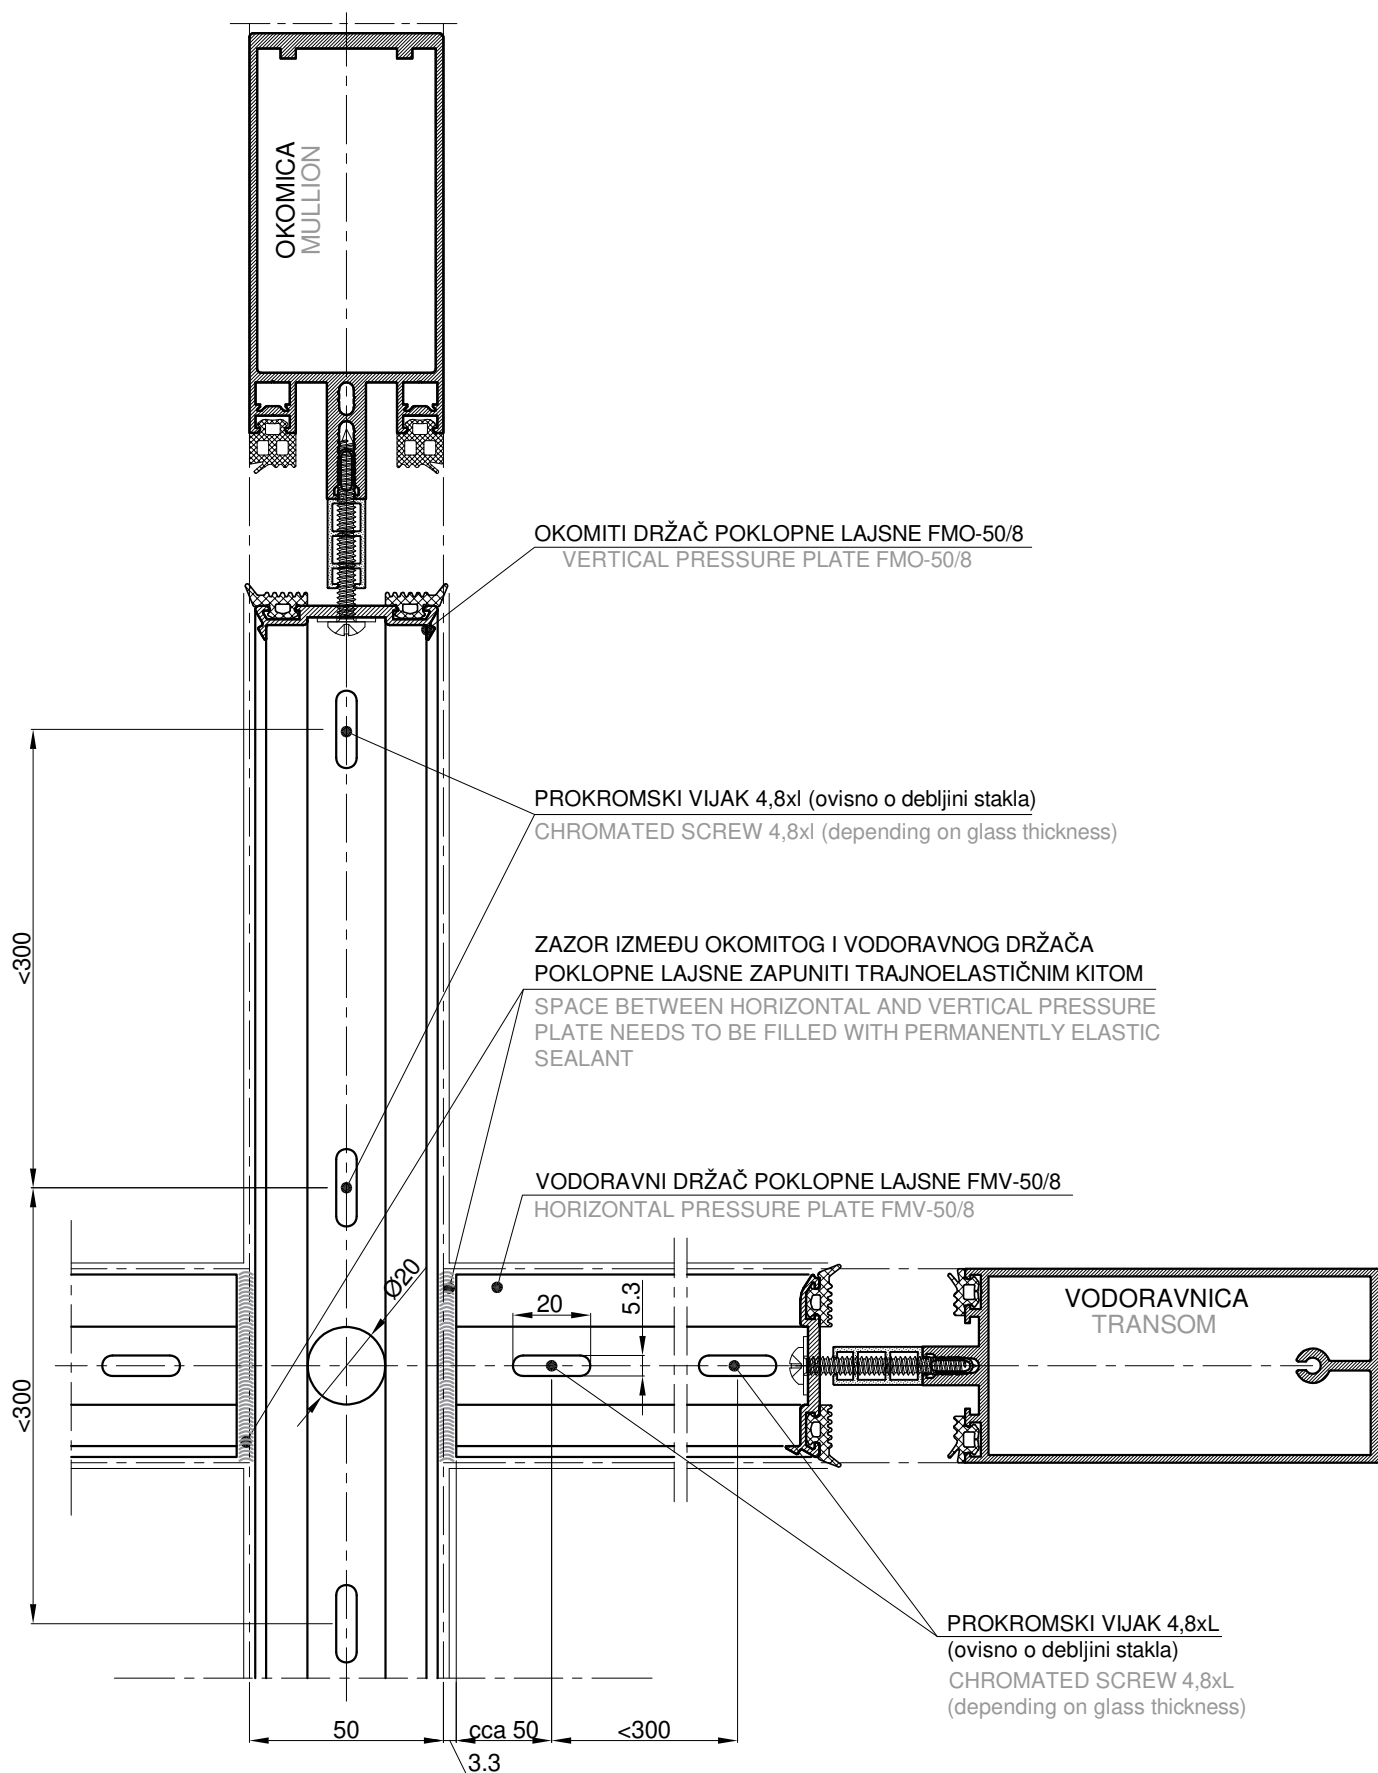 OKOMICA
MULLION
OKOMITI DRŽAČ POKLOPNE LAJSNE FMO-50/8
VERTICAL PRESSURE PLATE FMO-50/8
PROKROMSKI VIJAK 4,8xl (ovisno o debljini stakla)
CHROMATED SCREW 4,8xl (depending on glass thickness)
<300
ZAZOR IZMEĐU OKOMITOG I VODORAVNOG DRŽAČA
POKLOPNE LAJSNE ZAPUNITI TRAJNOELASTIČNIM KITOM
SPACE BETWEEN HORIZONTAL AND VERTICAL PRESSURE
PLATE NEEDS TO BE FILLED WITH PERMANENTLY ELASTIC
SEALANT
VODORAVNI DRŽAČ POKLOPNE LAJSNE FMV-50/8
HORIZONTAL PRESSURE PLATE FMV-50/8
Ø20
20
5.3
VODORAVNICA
TRANSOM
<300
PROKROMSKI VIJAK 4,8xL
(ovisno o debljini stakla)
CHROMATED SCREW 4,8xL
(depending on glass thickness)
50
cca 50
<300
3.3